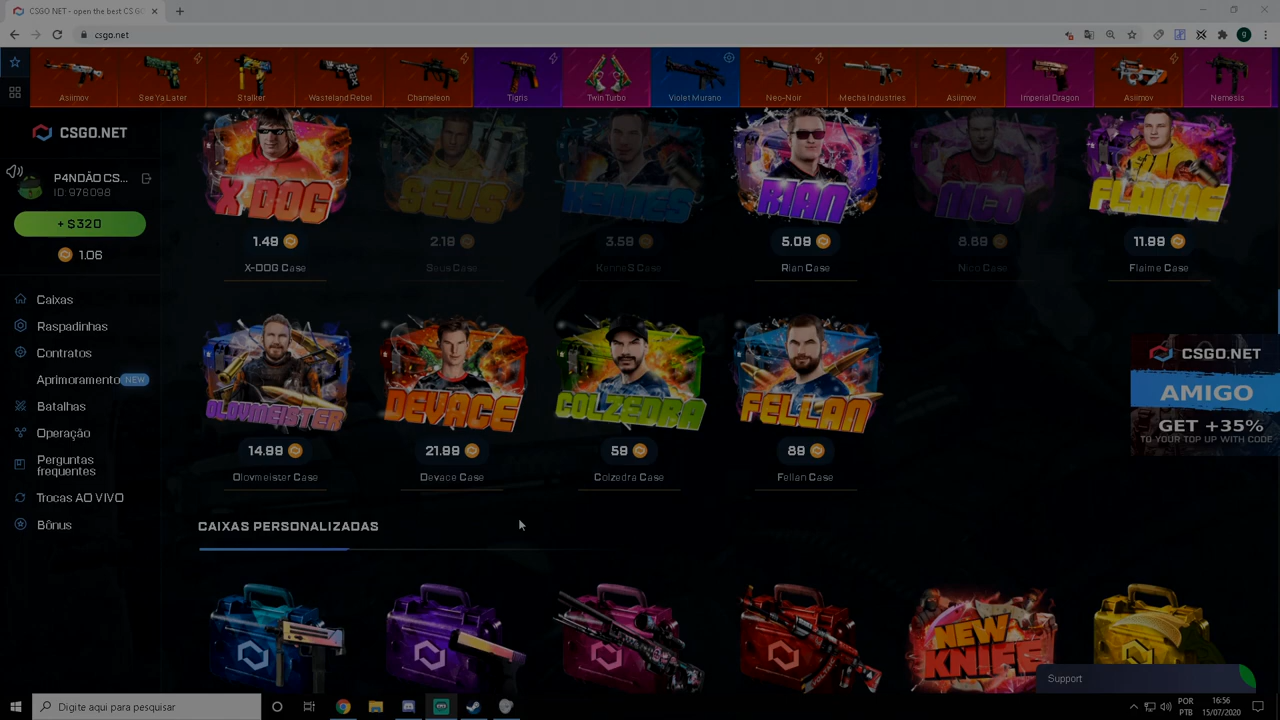 CSGO NET - open the best CS GO
csgo.net
g
Asiimov
See Ya Later
Stalker
Wasteland Rebel
Chameleon
Tigris
Twin Turbo
Violet Murano
Neo-Noir
Mecha Industries
Asiimov
Imperial Dragon
Asiimov
Nemesis
CSGO.NET
P4NDÃO CS...
ID: 976098
+ $320
1.06
Caixas
Raspadinhas
Contratos
Aprimoramento NEW
Batalhas
Operação
Perguntas
frequentes
Trocas AO VIVO
Bônus
X-DOG
SEUS
KENNES
RIAN
NICO
FLAIME
1.49
2.19
3.59
5.09
8.69
11.99
X-DOG Case
Seus Case
KenneS Case
Rian Case
Nico Case
Flaime Case
OLOVMEISTER
DEVACE
COLZEDRA
FELLAN
14.99
21.99
59
89
Olovmeister Case
Devace Case
Colzedra Case
Fellan Case
CSGO.NET
AMIGO
GET +35%
TO YOUR TOP UP WITH CODE
CAIXAS PERSONALIZADAS
NEW
KNIFE
Support
Digite aqui para pesquisar
POR
PTB
16:56
15/07/2020